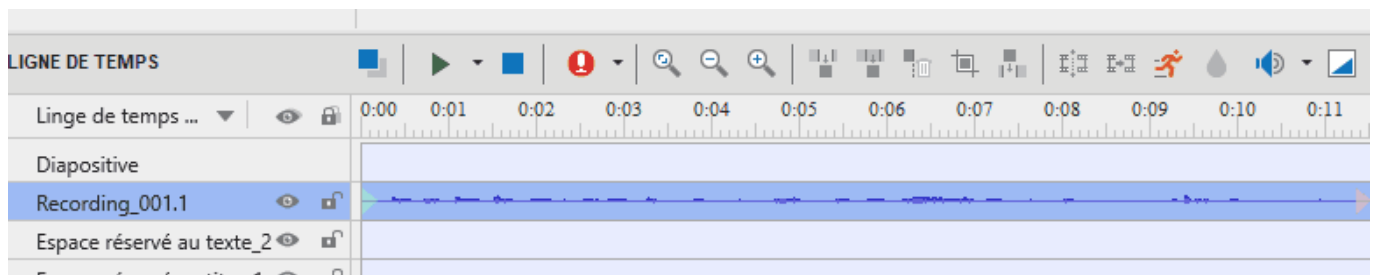 LIGNE DE TEMPS
Linge de temps ... 0:00 0:01 0:02 0:03 0:04 0:05 0:06 0:07 0:08 0:09 0:10 0:11
Diapositive
Recording_001.1
Espace réservé au texte_2